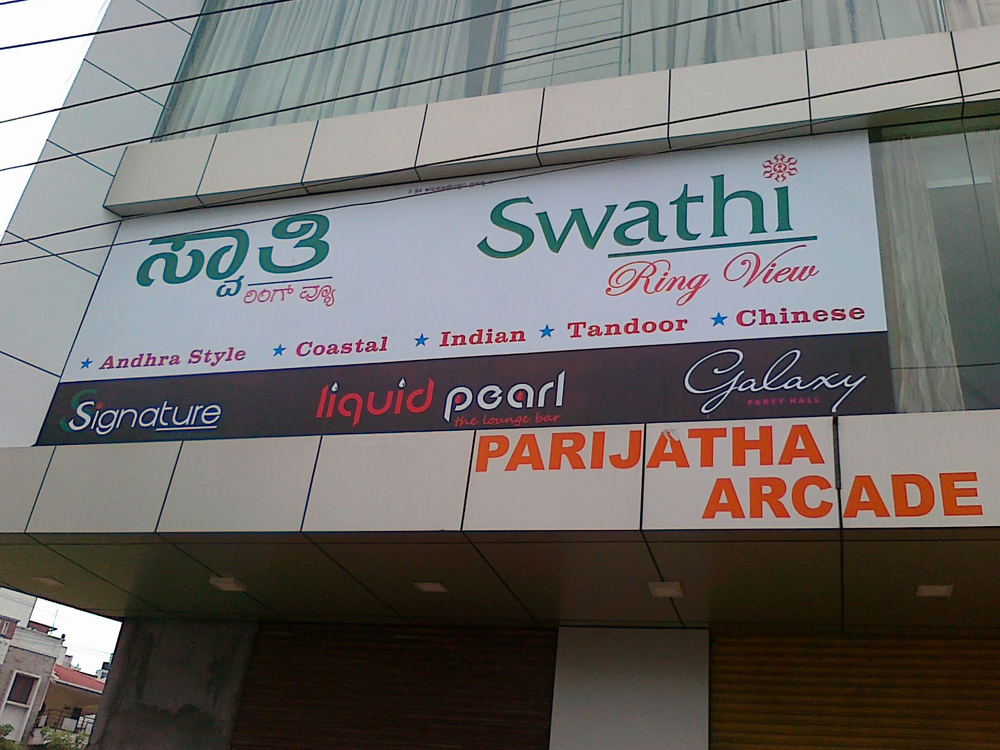 ಸ್ವಾತಿ
ರಿಂಗ್ ವ್ಯೂ
Swathi
Ring View
Andhra Style Coastal Indian Tandoor Chinese
Signature
liquid pearl
the lounge bar
Galaxy
PARTY HALL
PARIJATHA
ARCADE